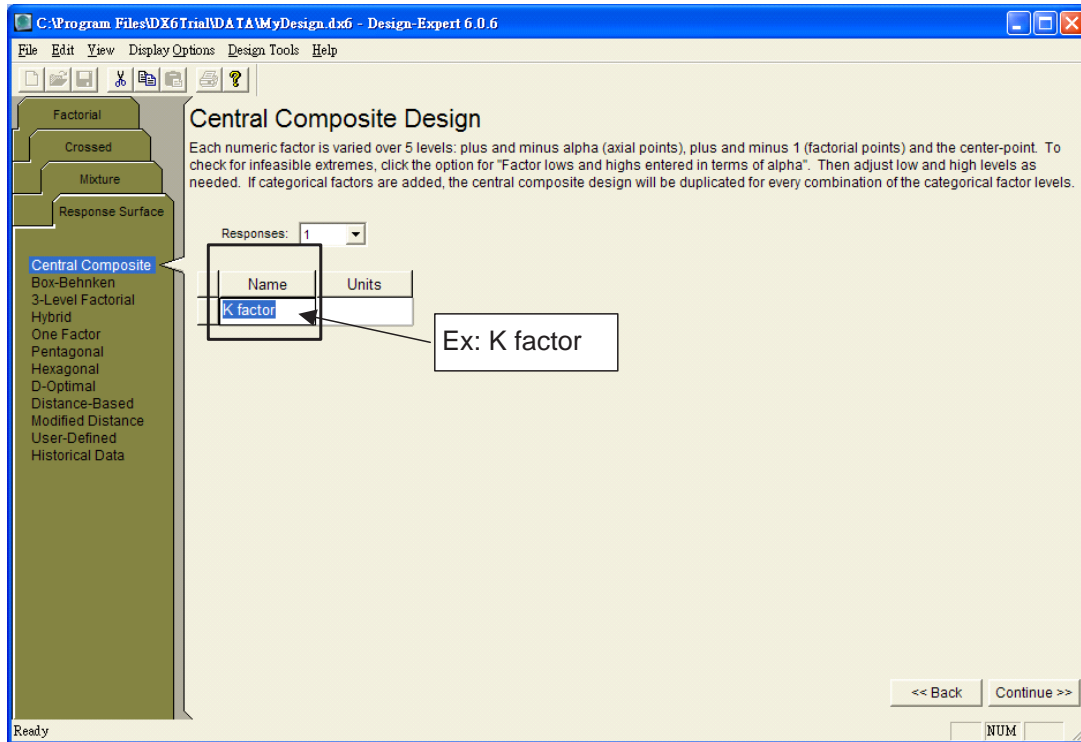 C:\Program Files\DX6Trial\DATA\MyDesign.dx6 - Design-Expert 6.0.6
File Edit View Display Options Design Tools Help
Factorial
Crossed
Mixture
Response Surface
Central Composite
Box-Behnken
3-Level Factorial
Hybrid
One Factor
Pentagonal
Hexagonal
D-Optimal
Distance-Based
Modified Distance
User-Defined
Historical Data
Central Composite Design
Each numeric factor is varied over 5 levels: plus and minus alpha (axial points), plus and minus 1 (factorial points) and the center-point. To
check for infeasible extremes, click the option for "Factor lows and highs entered in terms of alpha". Then adjust low and high levels as
needed. If categorical factors are added, the central composite design will be duplicated for every combination of the categorical factor levels.
Responses: 1
Name Units
K factor
Ex: K factor
<< Back Continue >>
Ready NUM